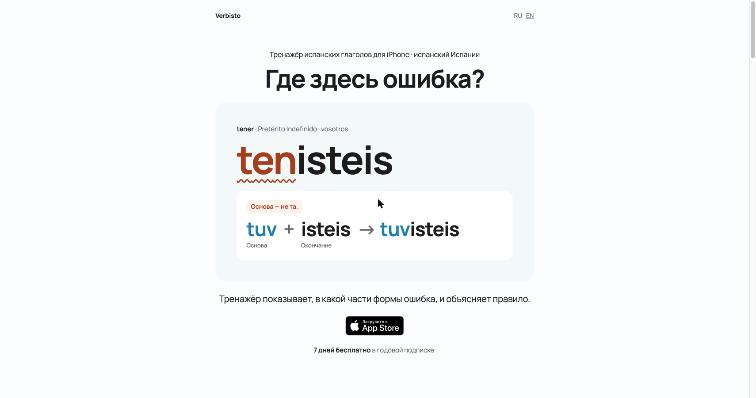 Verbisto
RU EN
Тренажёр испанских глаголов для iPhone · испанский Испании
Где здесь ошибка?
tener · Pretérito Indefinido · vosotros
tenisteis
Основа — не та.
tuv + isteis → tuvisteis
Основа Окончание
Тренажёр показывает, в какой части формы ошибка, и объясняет правило.
Загрузите в
App Store
7 дней бесплатно в годовой подписке